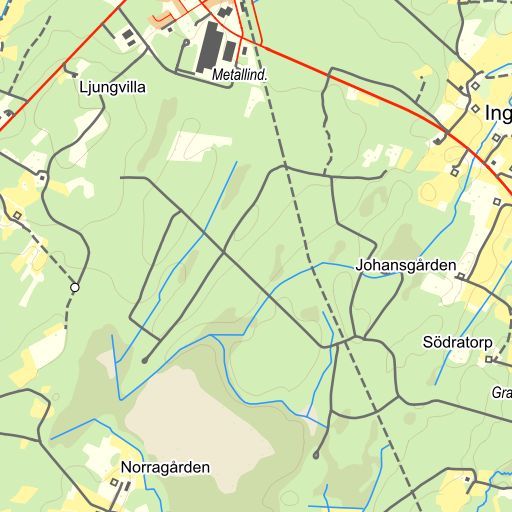 Metallind.
Ljungvilla
Ing
Johansgården
Södratorp
Gra
Norragården